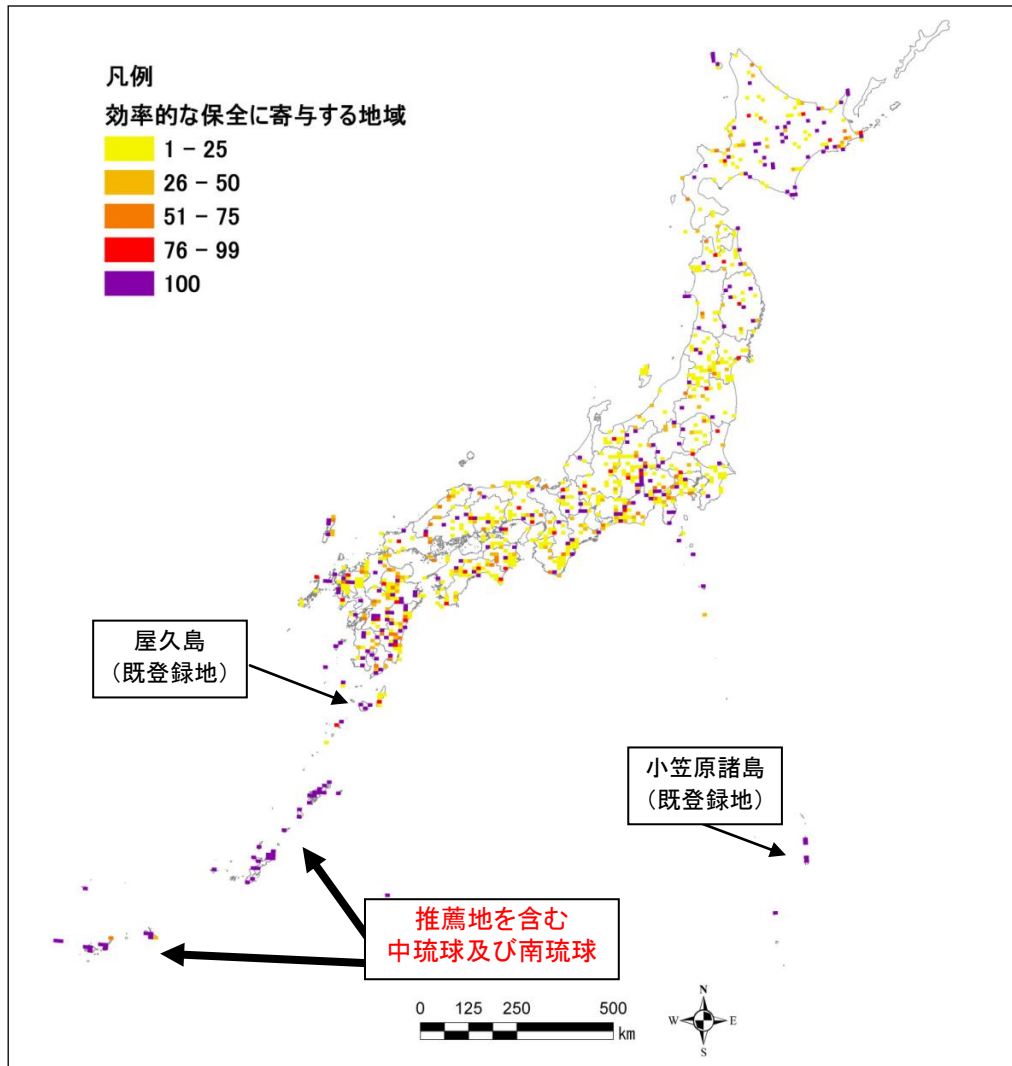 凡例
効率的な保全に寄与する地域
1 − 25
26 − 50
51 − 75
76 − 99
100
屋久島
（既登録地）
小笠原諸島
（既登録地）
推薦地を含む
中琉球及び南琉球
0 125 250 500
km
N
W E
S